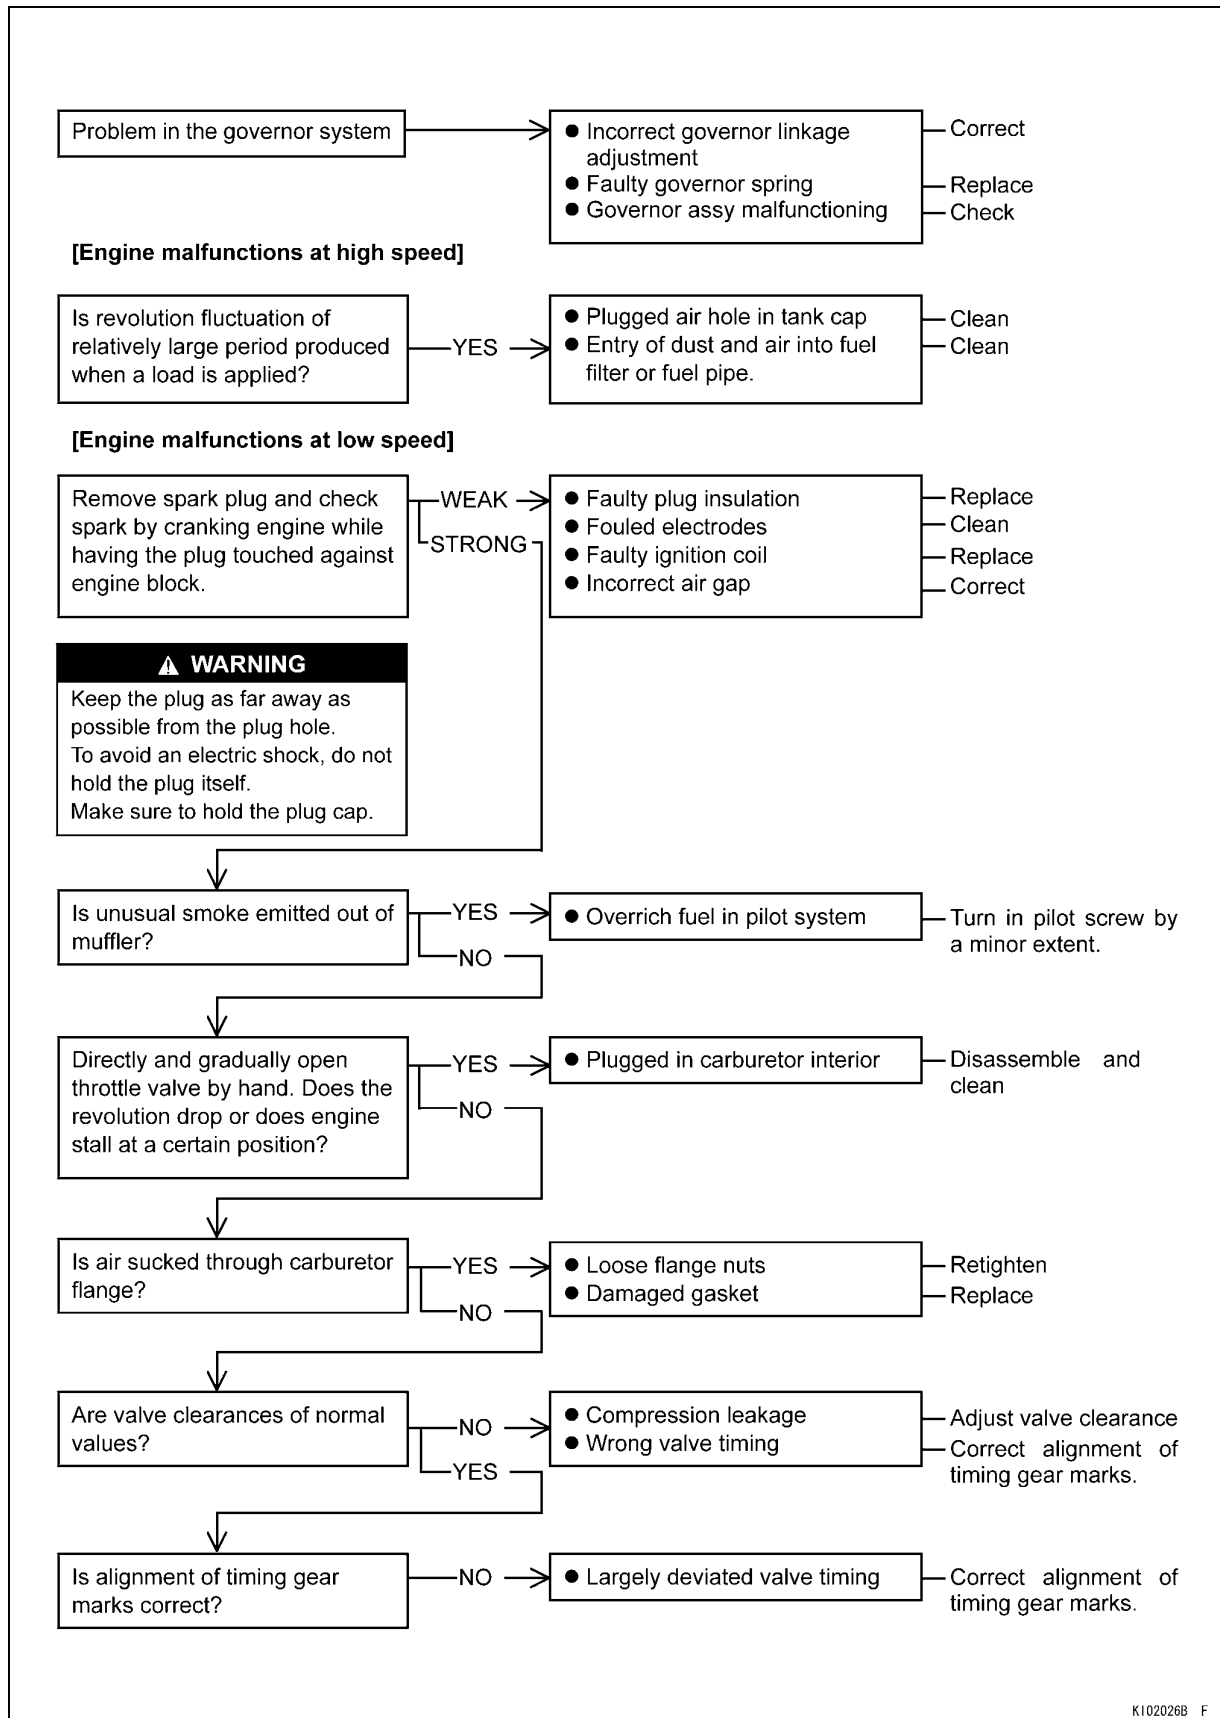 Problem in the governor system
● Incorrect governor linkage
adjustment
● Faulty governor spring
● Governor assy malfunctioning
Correct
Replace
Check
[Engine malfunctions at high speed]
Is revolution fluctuation of
relatively large period produced
when a load is applied?
YES
● Plugged air hole in tank cap
● Entry of dust and air into fuel
filter or fuel pipe.
Clean
Clean
[Engine malfunctions at low speed]
Remove spark plug and check
spark by cranking engine while
having the plug touched against
engine block.
WEAK
STRONG
● Faulty plug insulation
● Fouled electrodes
● Faulty ignition coil
● Incorrect air gap
Replace
Clean
Replace
Correct
WARNING
Keep the plug as far away as
possible from the plug hole.
To avoid an electric shock, do not
hold the plug itself.
Make sure to hold the plug cap.
Is unusual smoke emitted out of
muffler?
YES
NO
● Overrich fuel in pilot system
Turn in pilot screw by
a minor extent.
Directly and gradually open
throttle valve by hand. Does the
revolution drop or does engine
stall at a certain position?
YES
NO
● Plugged in carburetor interior
Disassemble and
clean
Is air sucked through carburetor
flange?
YES
NO
● Loose flange nuts
● Damaged gasket
Retighten
Replace
Are valve clearances of normal
values?
NO
YES
● Compression leakage
● Wrong valve timing
Adjust valve clearance
Correct alignment of
timing gear marks.
Is alignment of timing gear
marks correct?
NO
● Largely deviated valve timing
Correct alignment of
timing gear marks.
KI02026B F